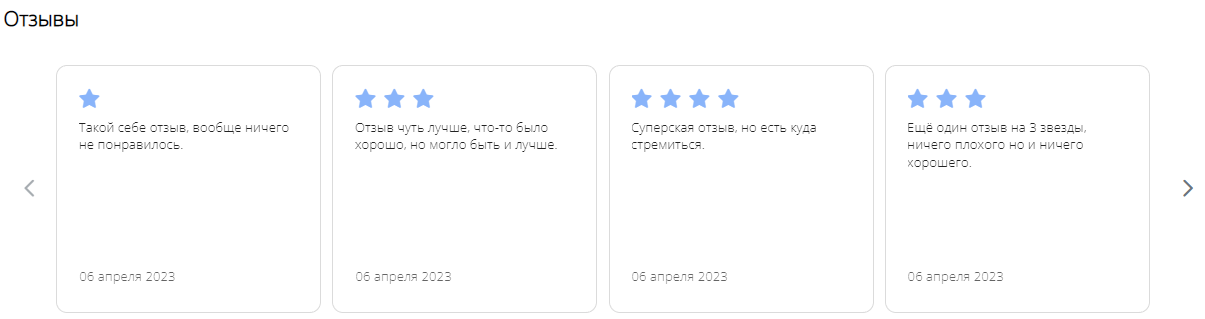 Отзывы
Такой себе отзыв, вообще ничего
не понравилось.
06 апреля 2023
Отзыв чуть лучше, что-то было
хорошо, но могло быть и лучше.
06 апреля 2023
Суперская отзыв, но есть куда
стремиться.
06 апреля 2023
Ещё один отзыв на 3 звезды,
ничего плохого но и ничего
хорошего.
06 апреля 2023